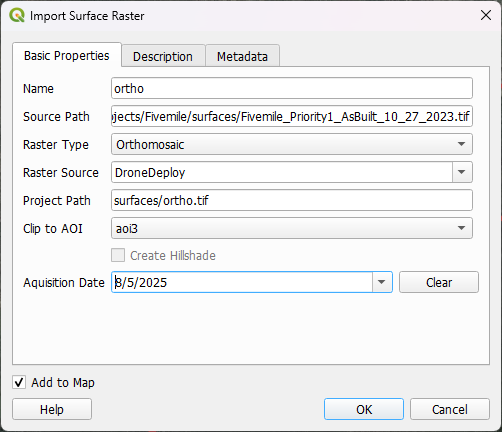 Import Surface Raster
Basic Properties Description Metadata
Name ortho
Source Path ojects/Fivemile/surfaces/Fivemile_Priority1_AsBuilt_10_27_2023.tif
Raster Type Orthomosaic
Raster Source DroneDeploy
Project Path surfaces/ortho.tif
Clip to AOI aoi3
Create Hillshade
Aquisition Date 8/5/2025 Clear
Add to Map
Help OK Cancel